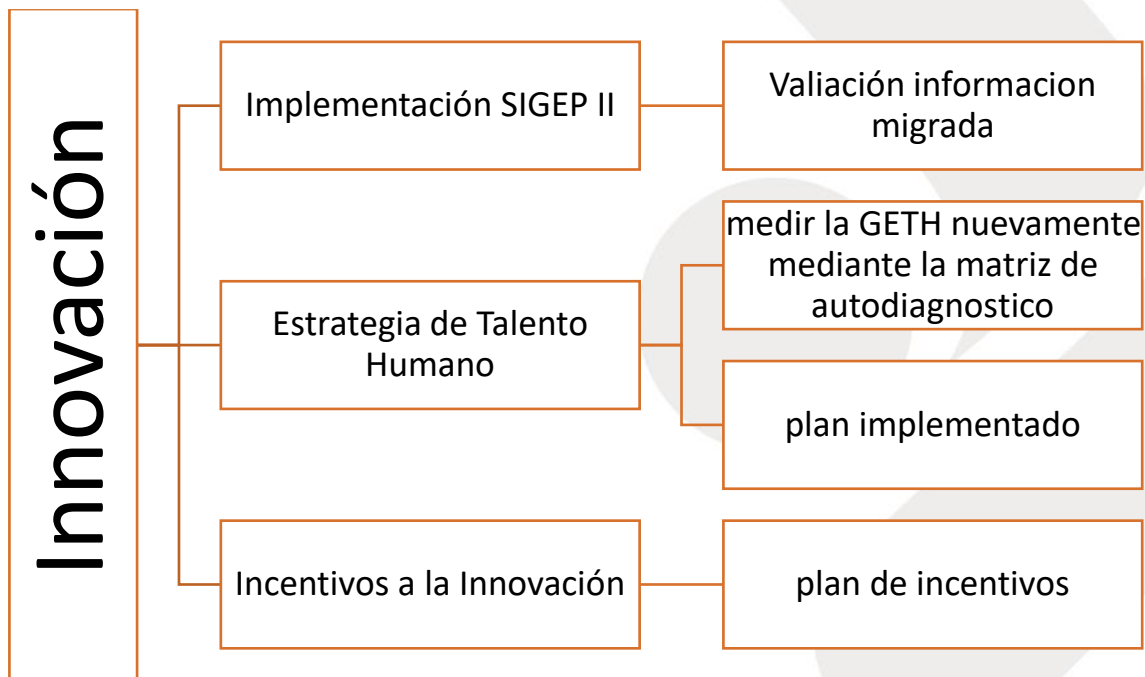 Innovación
Implementación SIGEP II
Valiación informacion
migrada
Estrategia de Talento
Humano
medir la GETH nuevamente
mediante la matriz de
autodiagnostico
plan implementado
Incentivos a la Innovación
plan de incentivos